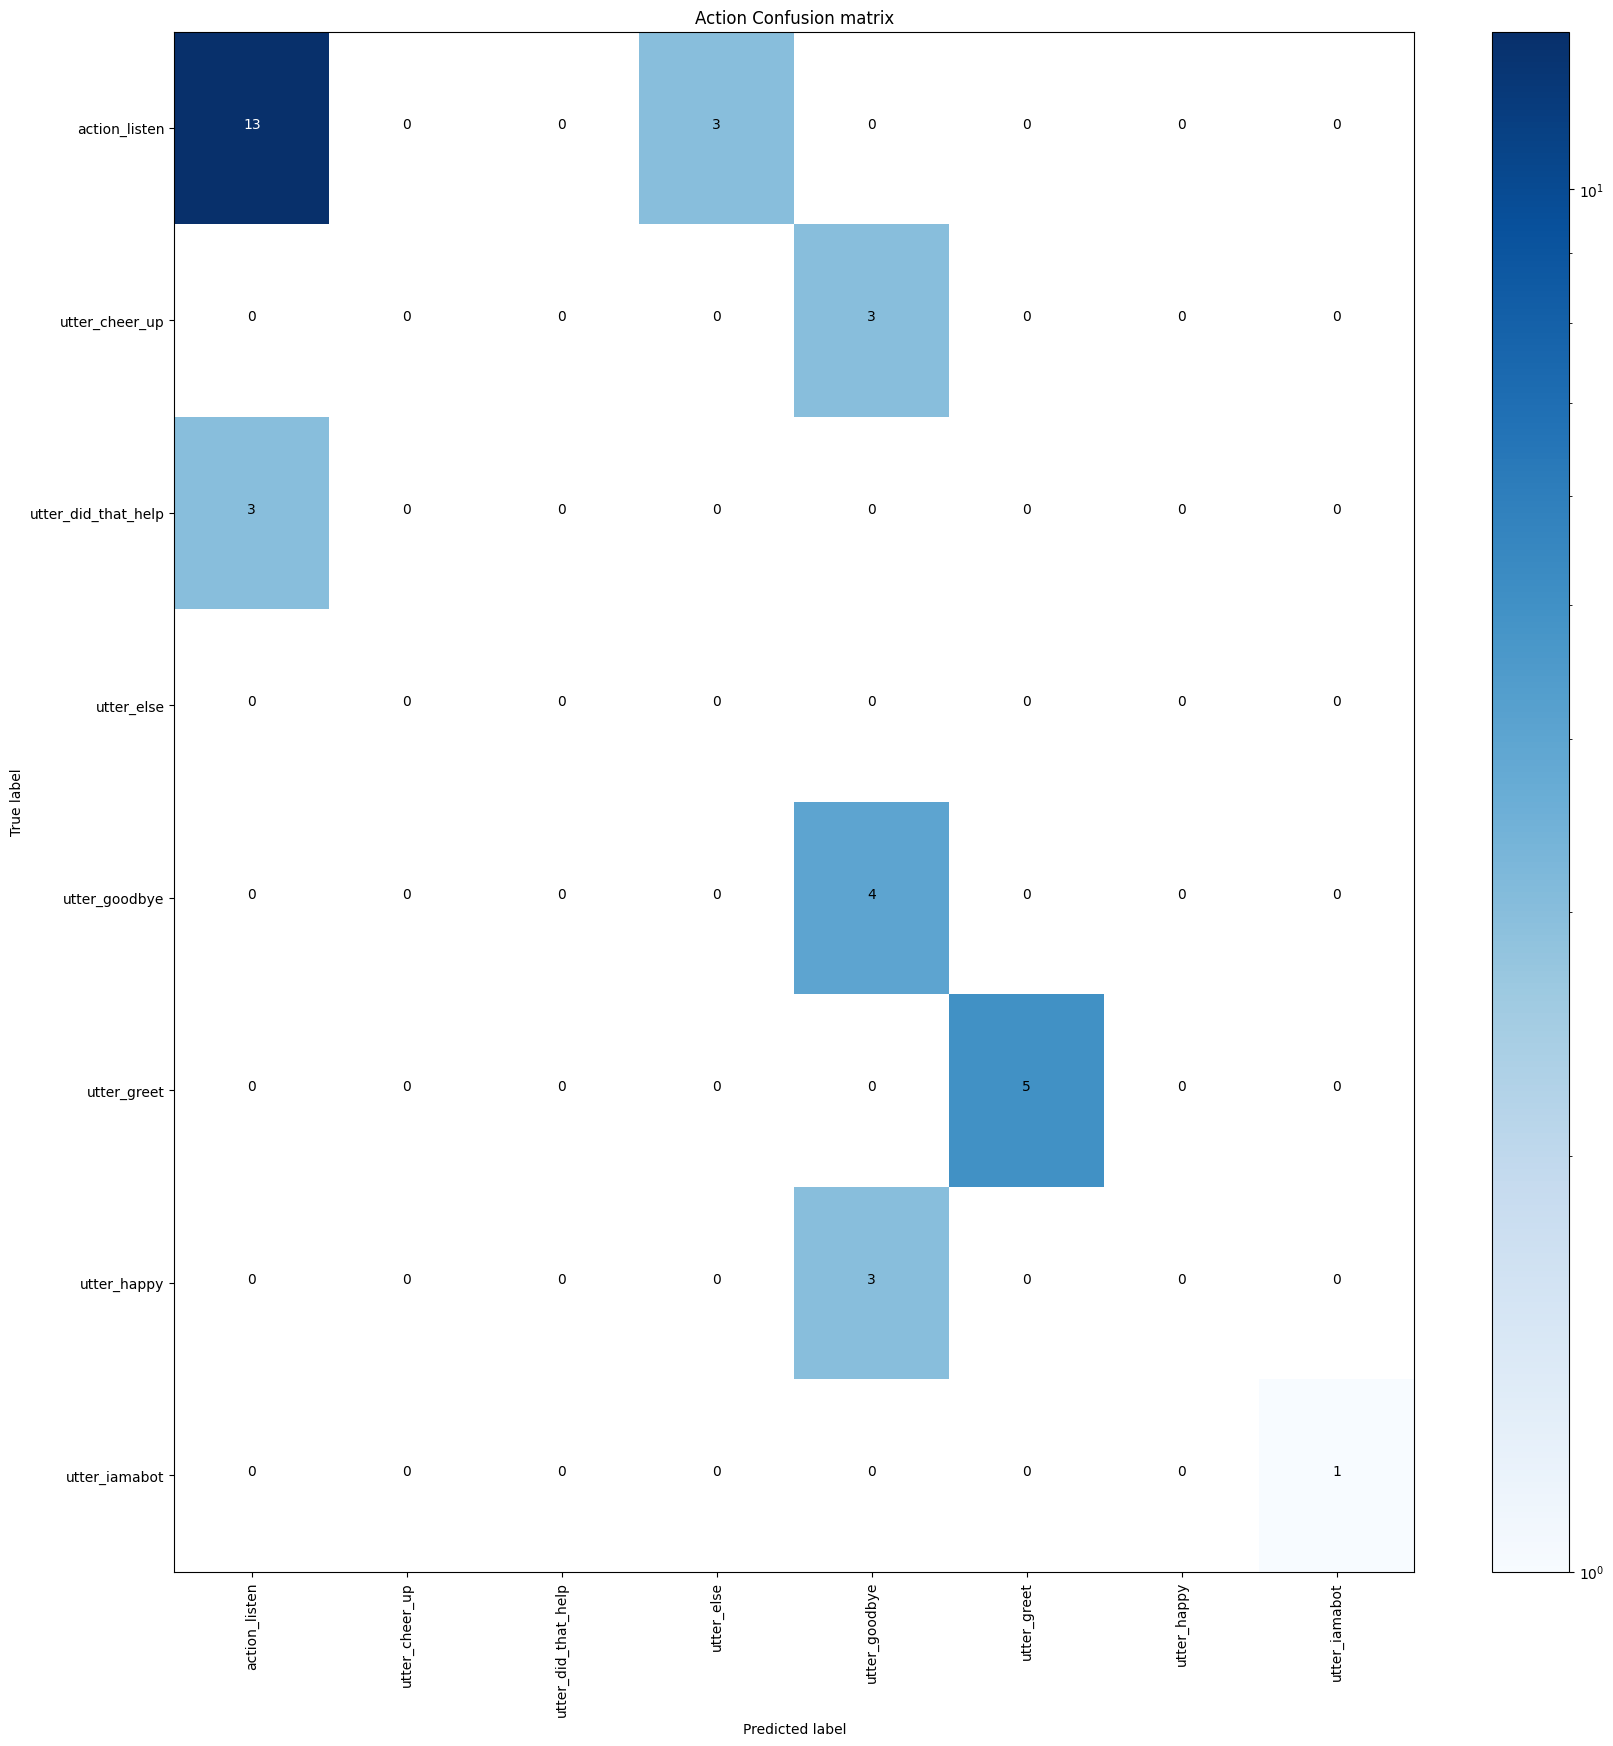 Action Confusion matrix
action_listen 13 0 0 3 0 0 0 0
utter_cheer_up 0 0 0 0 3 0 0 0
utter_did_that_help 3 0 0 0 0 0 0 0
utter_else 0 0 0 0 0 0 0 0
utter_goodbye 0 0 0 0 4 0 0 0
utter_greet 0 0 0 0 0 5 0 0
utter_happy 0 0 0 0 3 0 0 0
utter_iamabot 0 0 0 0 0 0 0 1
True label
action_listen
utter_cheer_up
utter_did_that_help
utter_else
utter_goodbye
utter_greet
utter_happy
utter_iamabot
Predicted label
10¹
10⁰